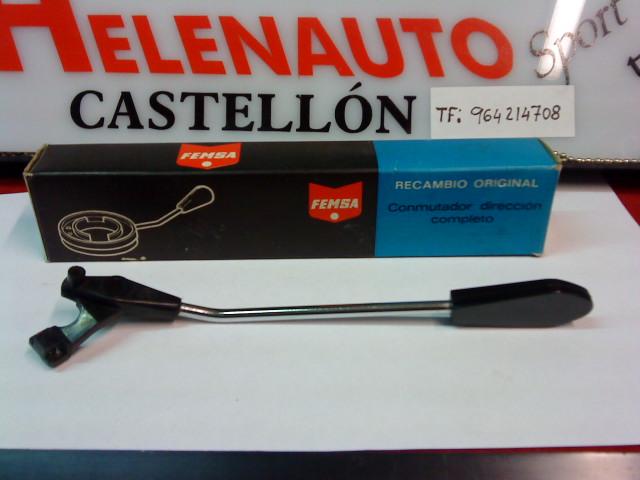 HELENAUTO
Sport
CASTELLÓN
TF: 964214708
FEMSA
FEMSA
RECAMBIO ORIGINAL
Conmutador dirección
completo